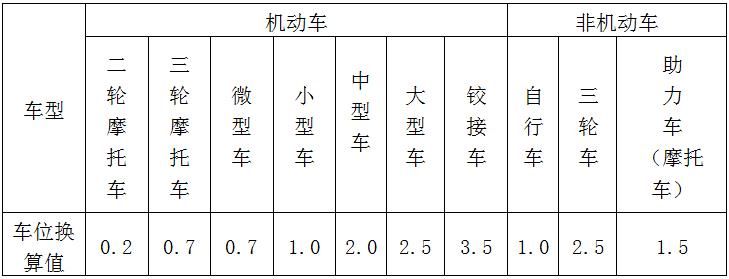 车型 机动车 非机动车
二轮摩托车 三轮摩托车 微型车 小型车 中型车 大型车 铰接车 自行车 三轮车 助力车（摩托车）
车位换算值 0.2 0.7 0.7 1.0 2.0 2.5 3.5 1.0 2.5 1.5